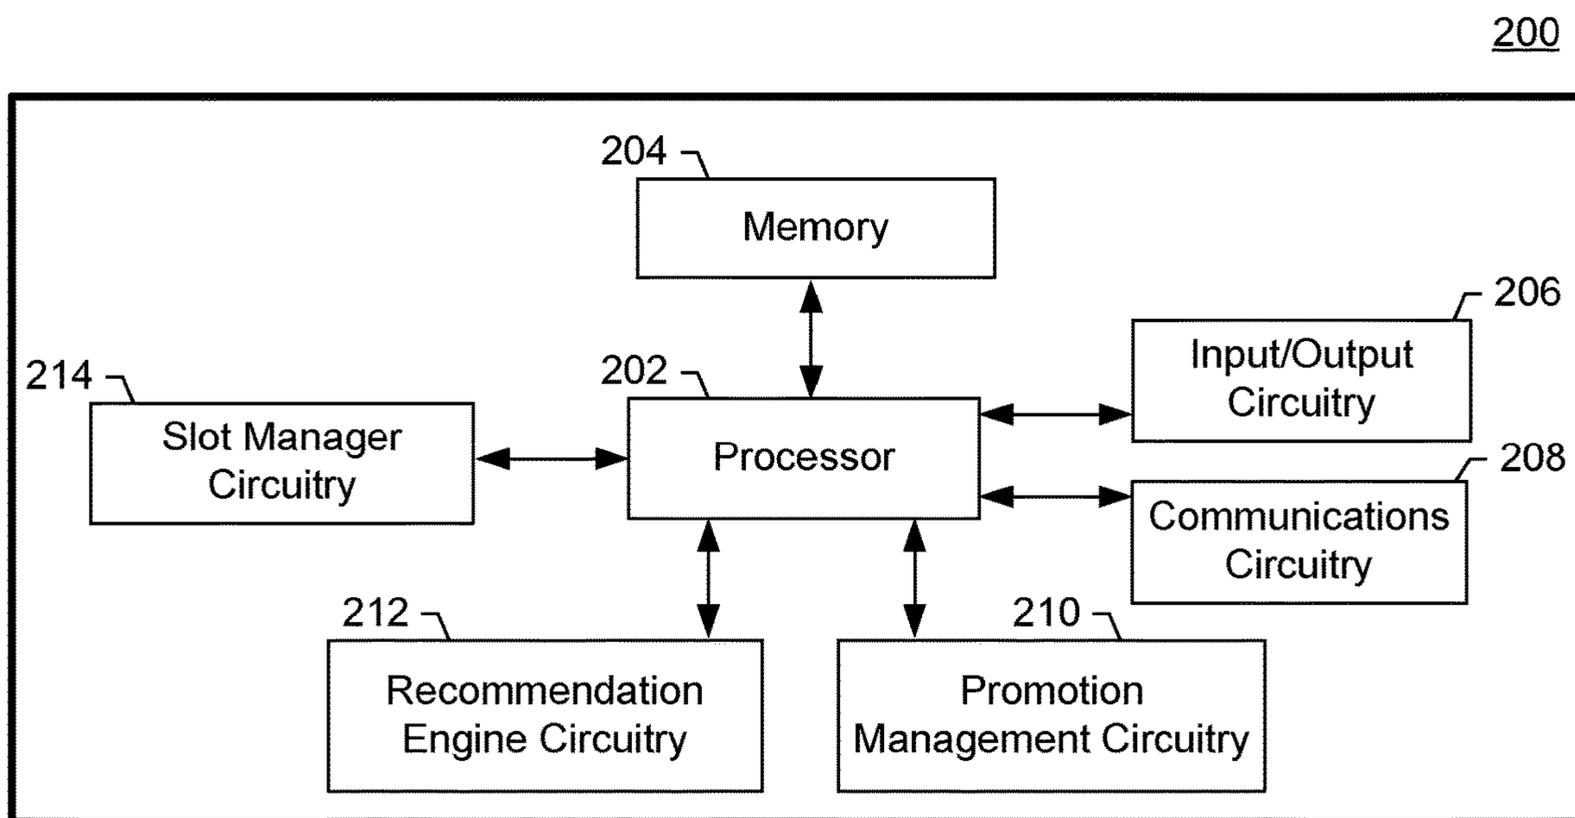 200
204
Memory
206
Input/Output
Circuitry
214
Slot Manager
Circuitry
202
Processor
208
Communications
Circuitry
212
Recommendation
Engine Circuitry
210
Promotion
Management Circuitry